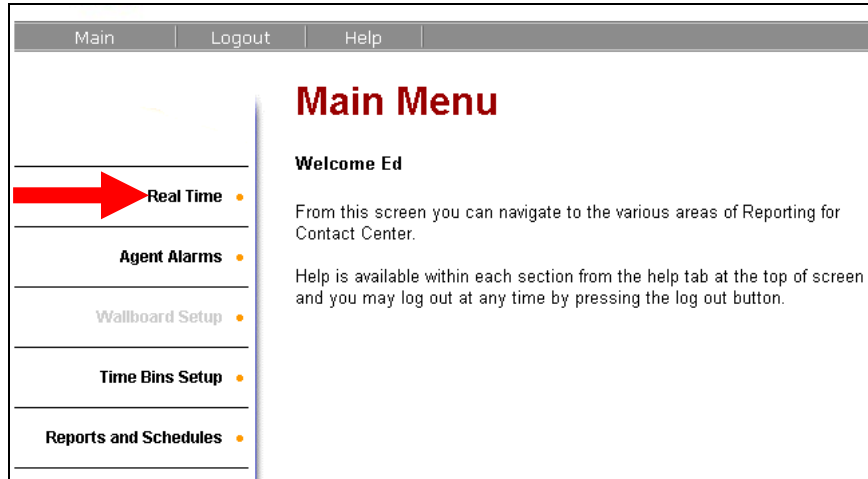 Main
Logout
Help
Main Menu
Welcome Ed
From this screen you can navigate to the various areas of Reporting for
Contact Center.
Help is available within each section from the help tab at the top of screen
and you may log out at any time by pressing the log out button.
Real Time
Agent Alarms
Wallboard Setup
Time Bins Setup
Reports and Schedules